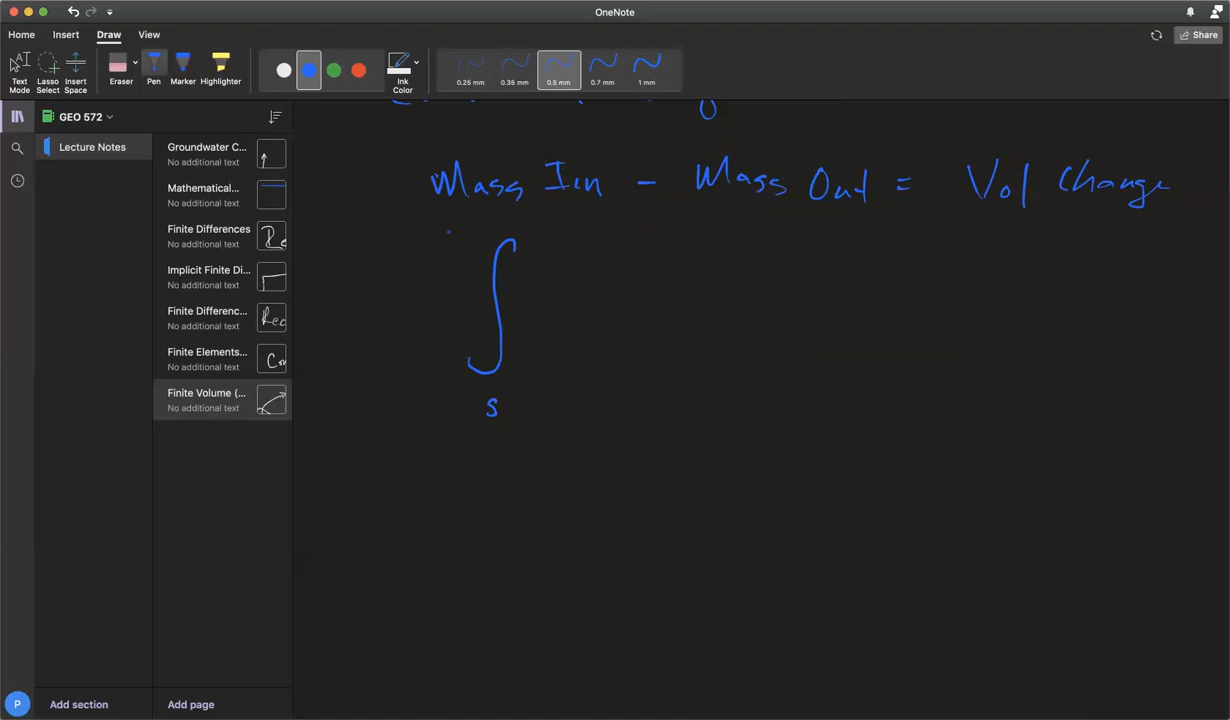 OneNote
Home Insert Draw View
Share
Text Mode
Lasso Select
Insert Space
Eraser
Pen
Marker
Highlighter
Ink Color
0.25 mm
0.35 mm
0.5 mm
0.7 mm
1 mm
GEO 572
Lecture Notes
Groundwater C...
No additional text
Mathematical...
No additional text
Finite Differences
No additional text
Implicit Finite Di...
No additional text
Finite Differenc...
No additional text
Rec
Finite Elements...
No additional text
Finite Volume (...
No additional text
Mass In - Mass Out = Vol Change
∫
s
P
Add section
Add page